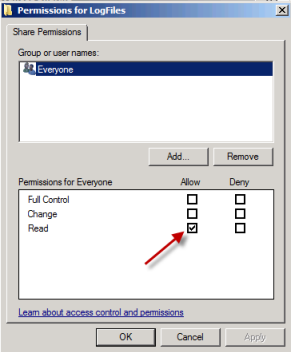 Permissions for LogFiles
Share Permissions
Group or user names:
Everyone
Add... Remove
Permissions for Everyone Allow Deny
Full Control
Change
Read
Learn about access control and permissions
OK Cancel Apply